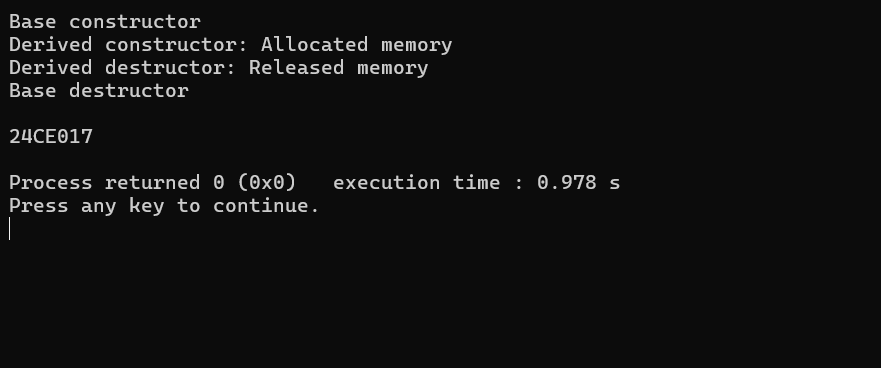 Base constructor
Derived constructor: Allocated memory
Derived destructor: Released memory
Base destructor
24CE017
Process returned 0 (0x0)   execution time : 0.978 s
Press any key to continue.